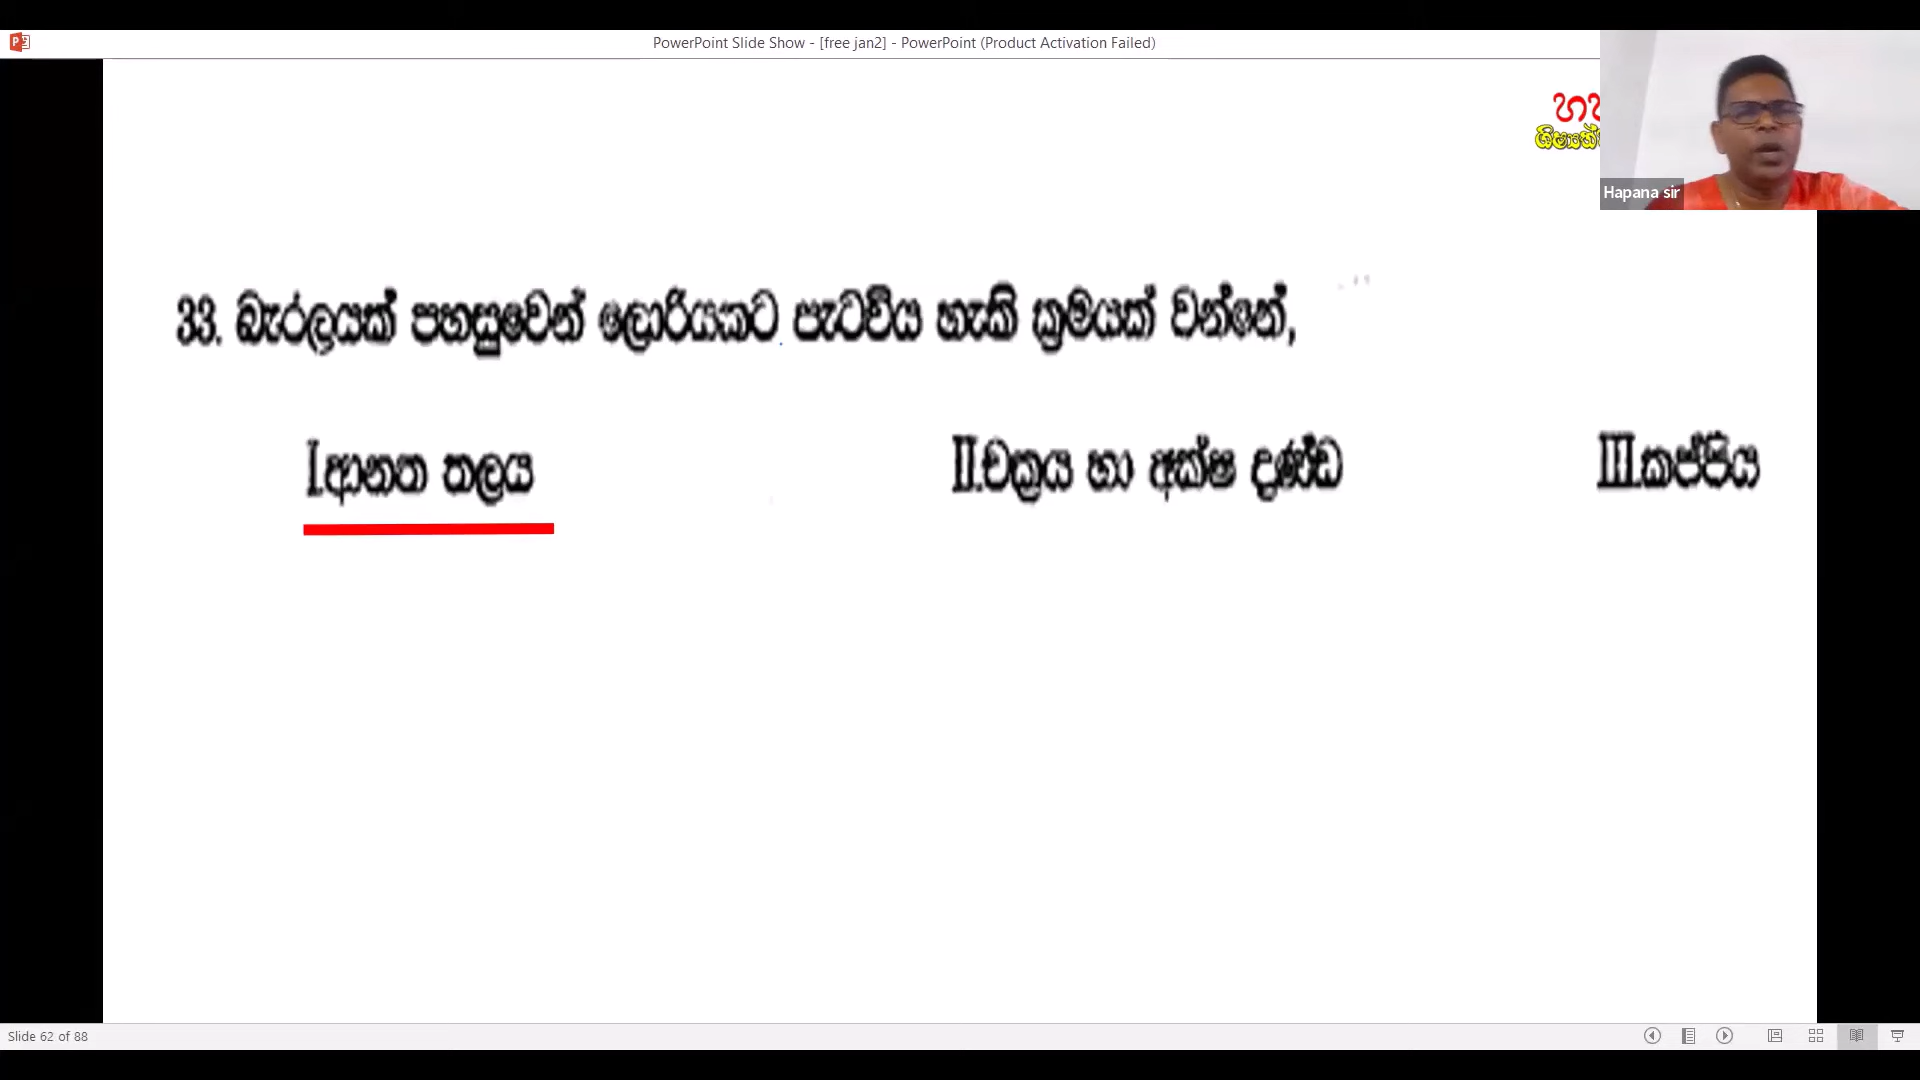 PowerPoint Slide Show - [free jan2] - PowerPoint (Product Activation Failed)
Hapana sir
33. බැරලයක් පහසුවෙන් ලොරියකට පැටවිය හැකි ක්‍රමයක් වන්නේ,
I.ආනත තලය II.චක්‍රය හා අක්ෂ දණ්ඩ III.කප්පිය
Slide 62 of 88